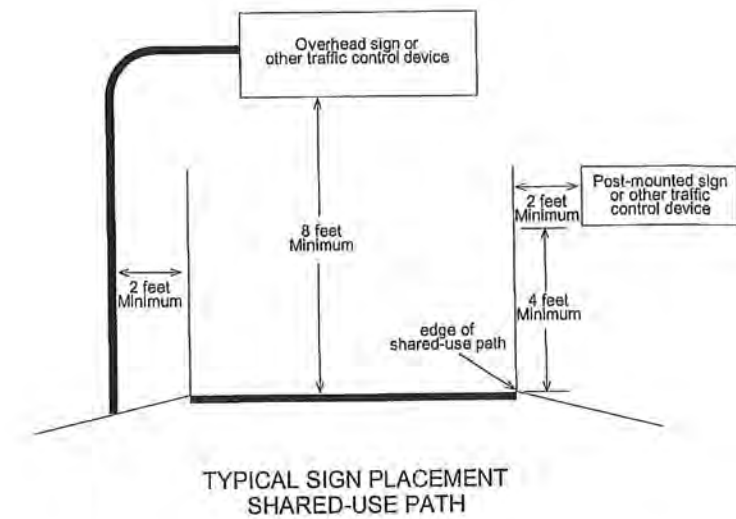 Overhead sign or
other traffic control device
Post-mounted sign
or other traffic
control device
2 feet
Minimum
8 feet
Minimum
2 feet
Minimum
4 feet
Minimum
edge of
shared-use path
TYPICAL SIGN PLACEMENT
SHARED-USE PATH